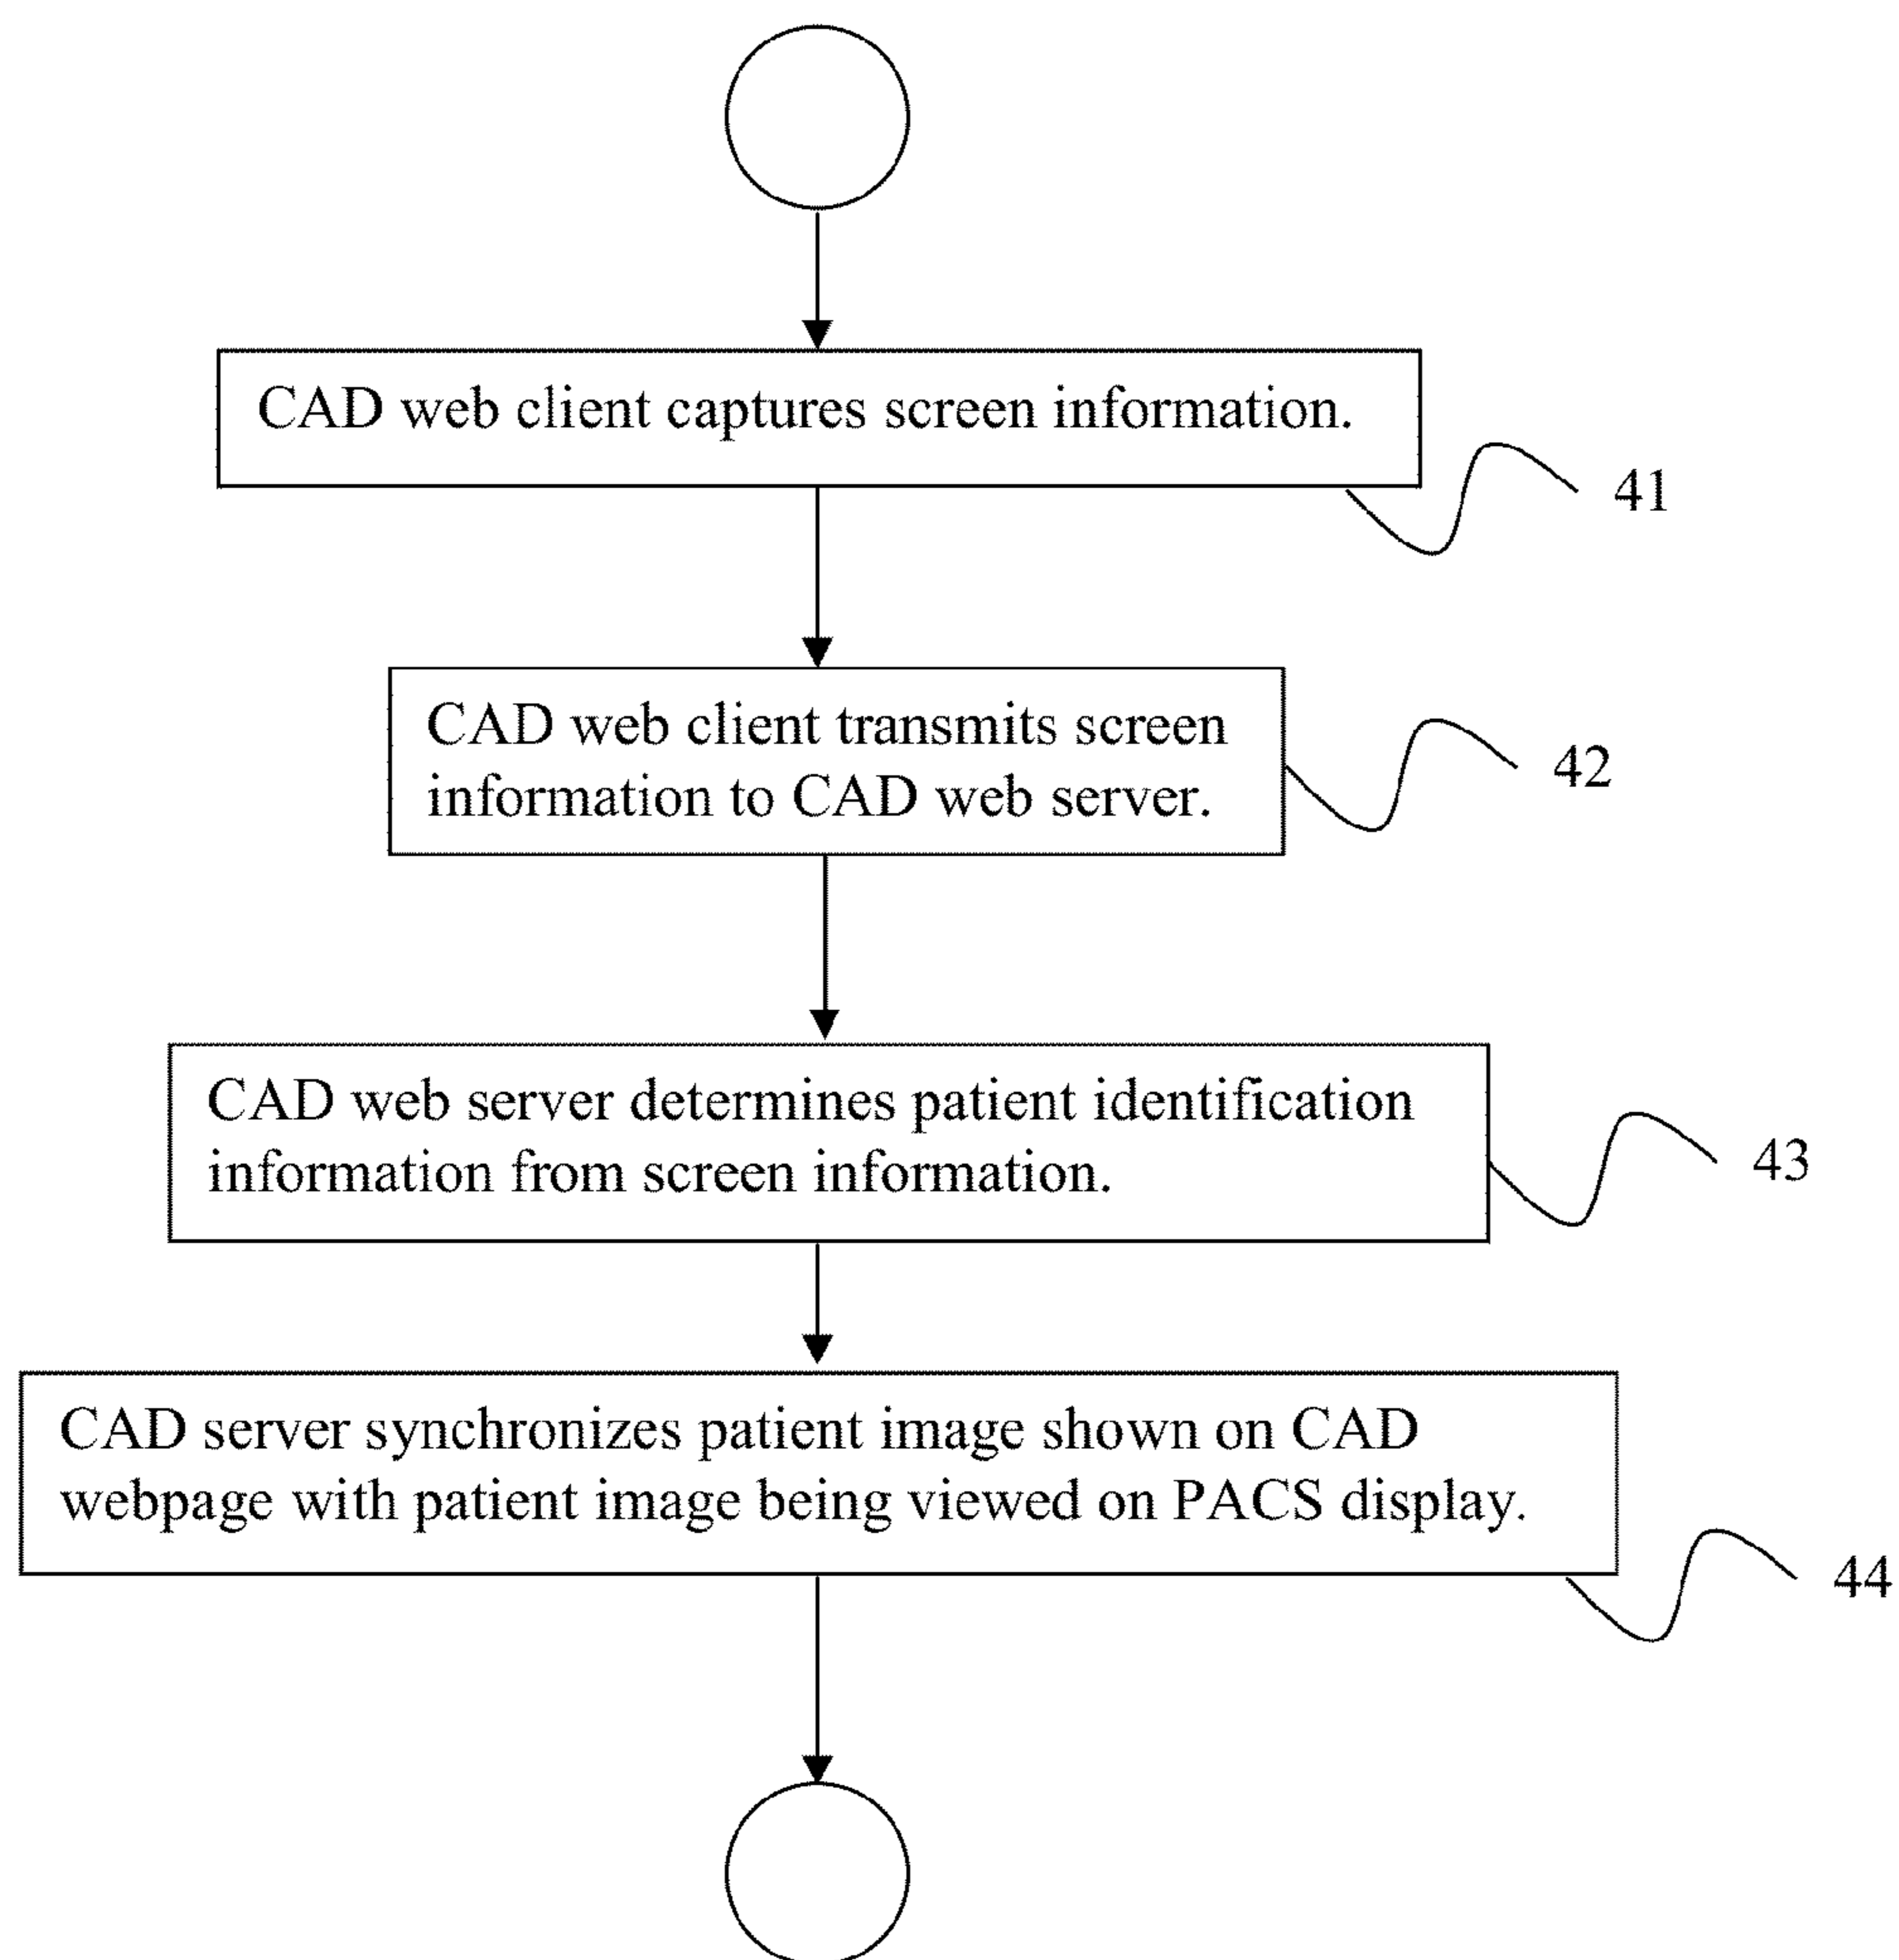 CAD web client captures screen information.
41
CAD web client transmits screen
information to CAD web server.
42
CAD web server determines patient identification
information from screen information.
43
CAD server synchronizes patient image shown on CAD
webpage with patient image being viewed on PACS display.
44